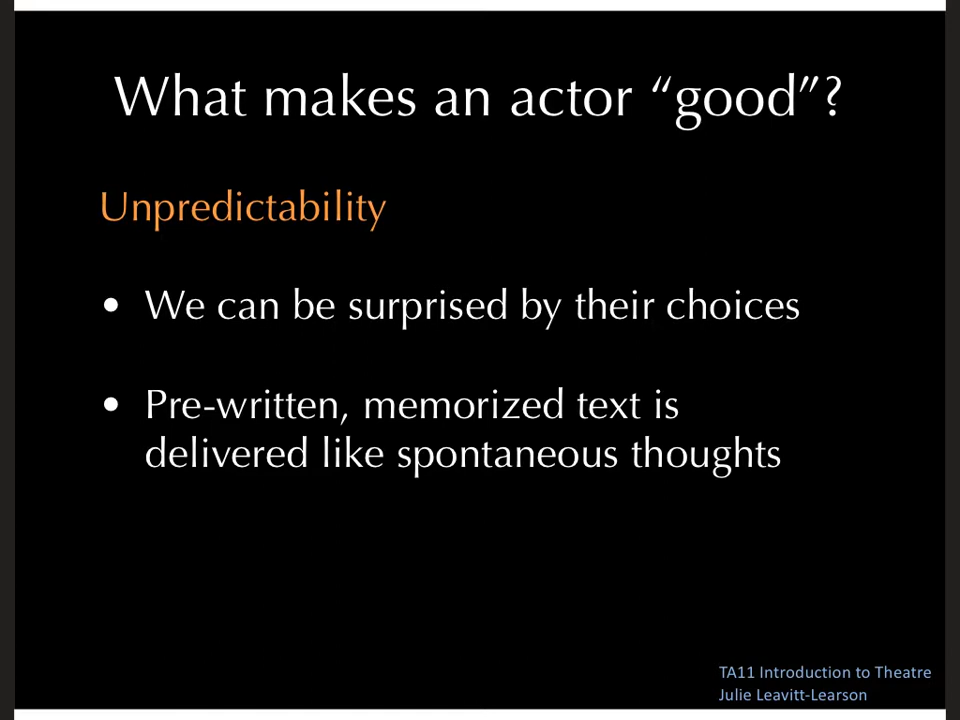 What makes an actor “good”?
Unpredictability
• We can be surprised by their choices
• Pre-written, memorized text is
delivered like spontaneous thoughts
TA11 Introduction to Theatre
Julie Leavitt-Learson